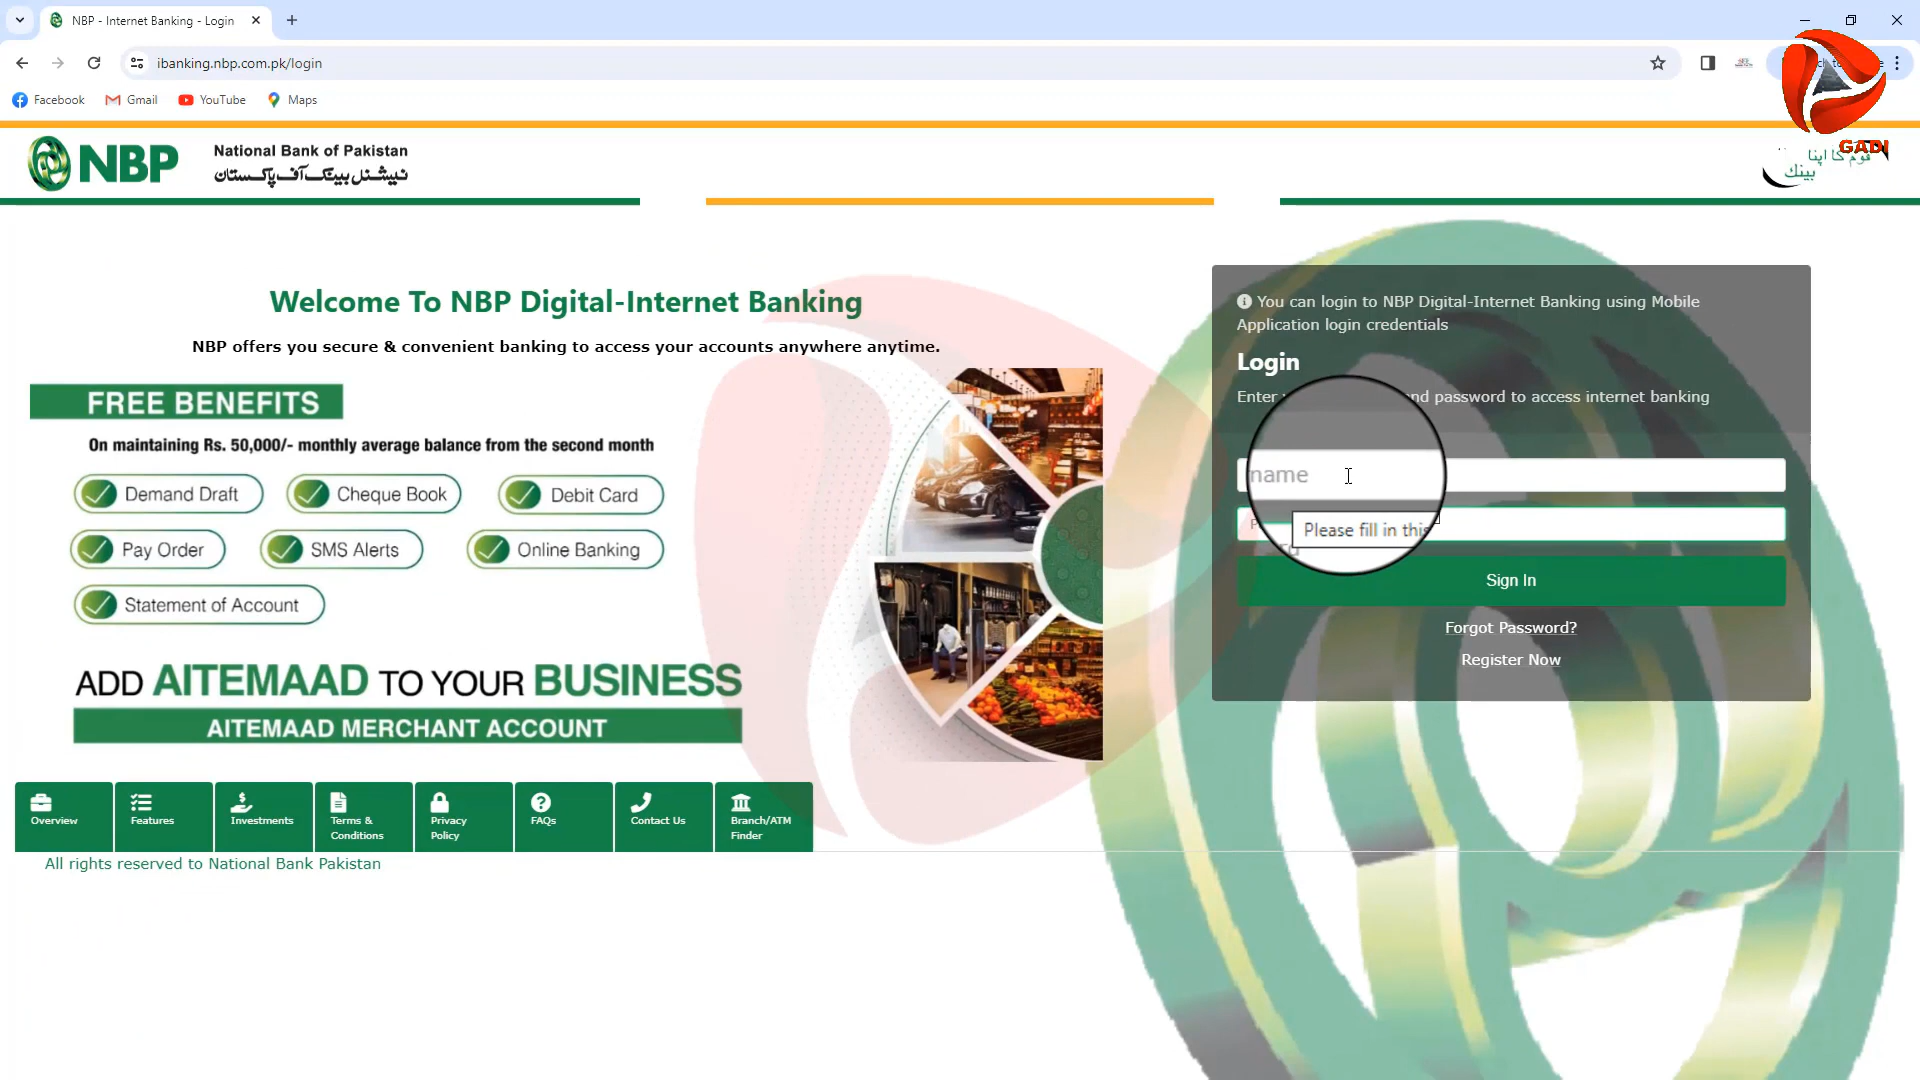 NBP - Internet Banking - Login
ibanking.nbp.com.pk/login
Facebook
Gmail
YouTube
Maps
GADI
NBP
National Bank of Pakistan
نیشنل بینک آف پاکستان
قوم کا اپنا
بینک
Welcome To NBP Digital-Internet Banking
NBP offers you secure & convenient banking to access your accounts anywhere anytime.
FREE BENEFITS
On maintaining Rs. 50,000/- monthly average balance from the second month
Demand Draft
Cheque Book
Debit Card
Pay Order
SMS Alerts
Online Banking
Statement of Account
ADD AITEMAAD TO YOUR BUSINESS
AITEMAAD MERCHANT ACCOUNT
You can login to NBP Digital-Internet Banking using Mobile
Application login credentials
Login
Enter
nd password to access internet banking
name
Please fill in this
Sign In
Forgot Password?
Register Now
Overview
Features
Investments
Terms &
Conditions
Privacy
Policy
FAQs
Contact Us
Branch/ATM
Finder
All rights reserved to National Bank Pakistan